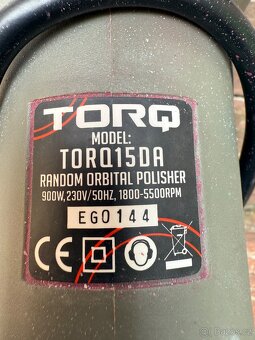 TORQ
MODEL:
TORQ15DA
RANDOM ORBITAL POLISHER
900W, 230V/50HZ, 1800-5500RPM
EG0144
CE